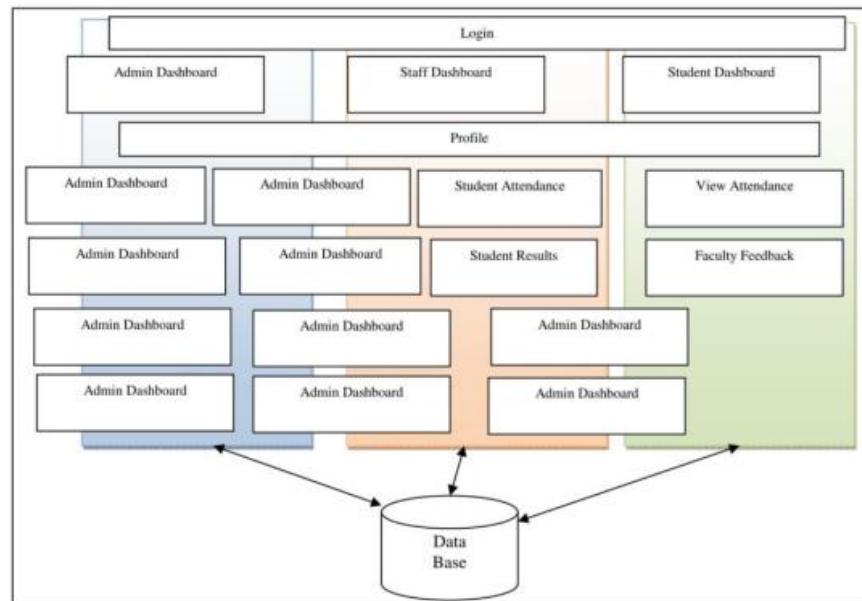 Login
Admin Dashboard
Staff Dashboard
Student Dashboard
Profile
Admin Dashboard
Admin Dashboard
Student Attendance
View Attendance
Admin Dashboard
Admin Dashboard
Student Results
Faculty Feedback
Admin Dashboard
Admin Dashboard
Admin Dashboard
Admin Dashboard
Admin Dashboard
Admin Dashboard
Data
Base